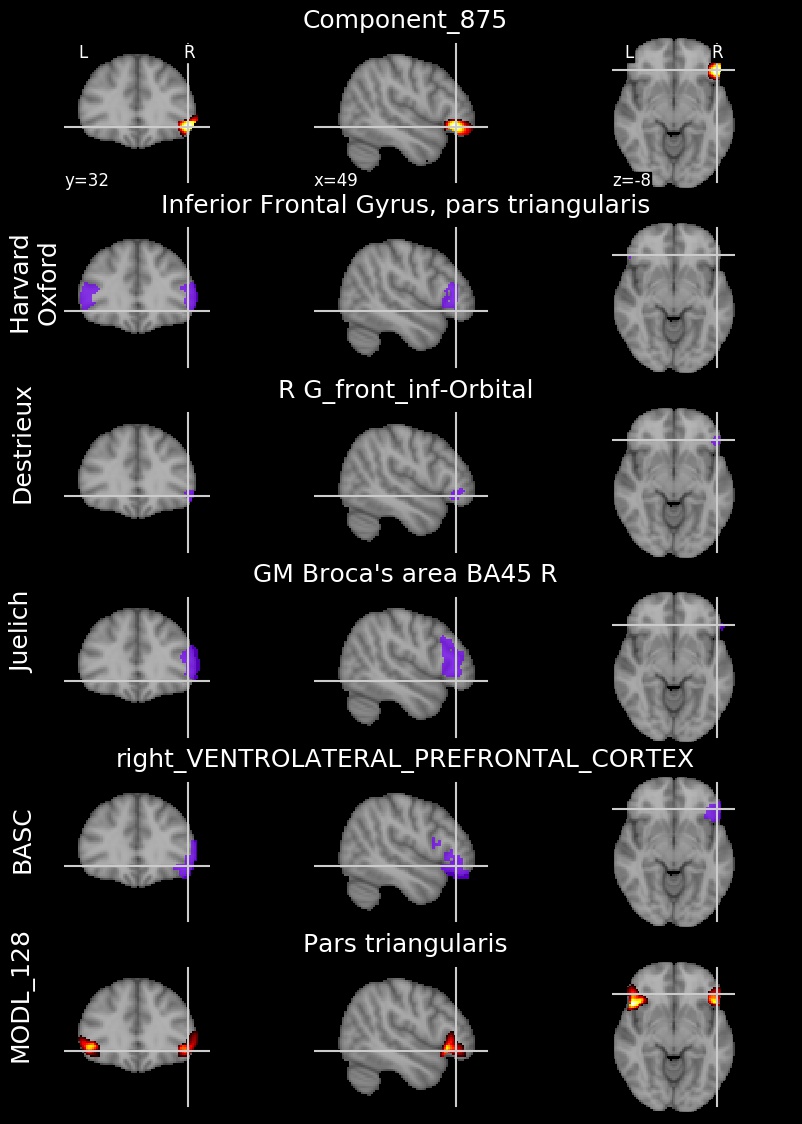 Component_875
L R L R
y=32 x=49 z=-8
Inferior Frontal Gyrus, pars triangularis
Harvard
Oxford
R G_front_inf-Orbital
Destrieux
GM Broca's area BA45 R
Juelich
right_VENTROLATERAL_PREFRONTAL_CORTEX
BASC
Pars triangularis
MODL_128